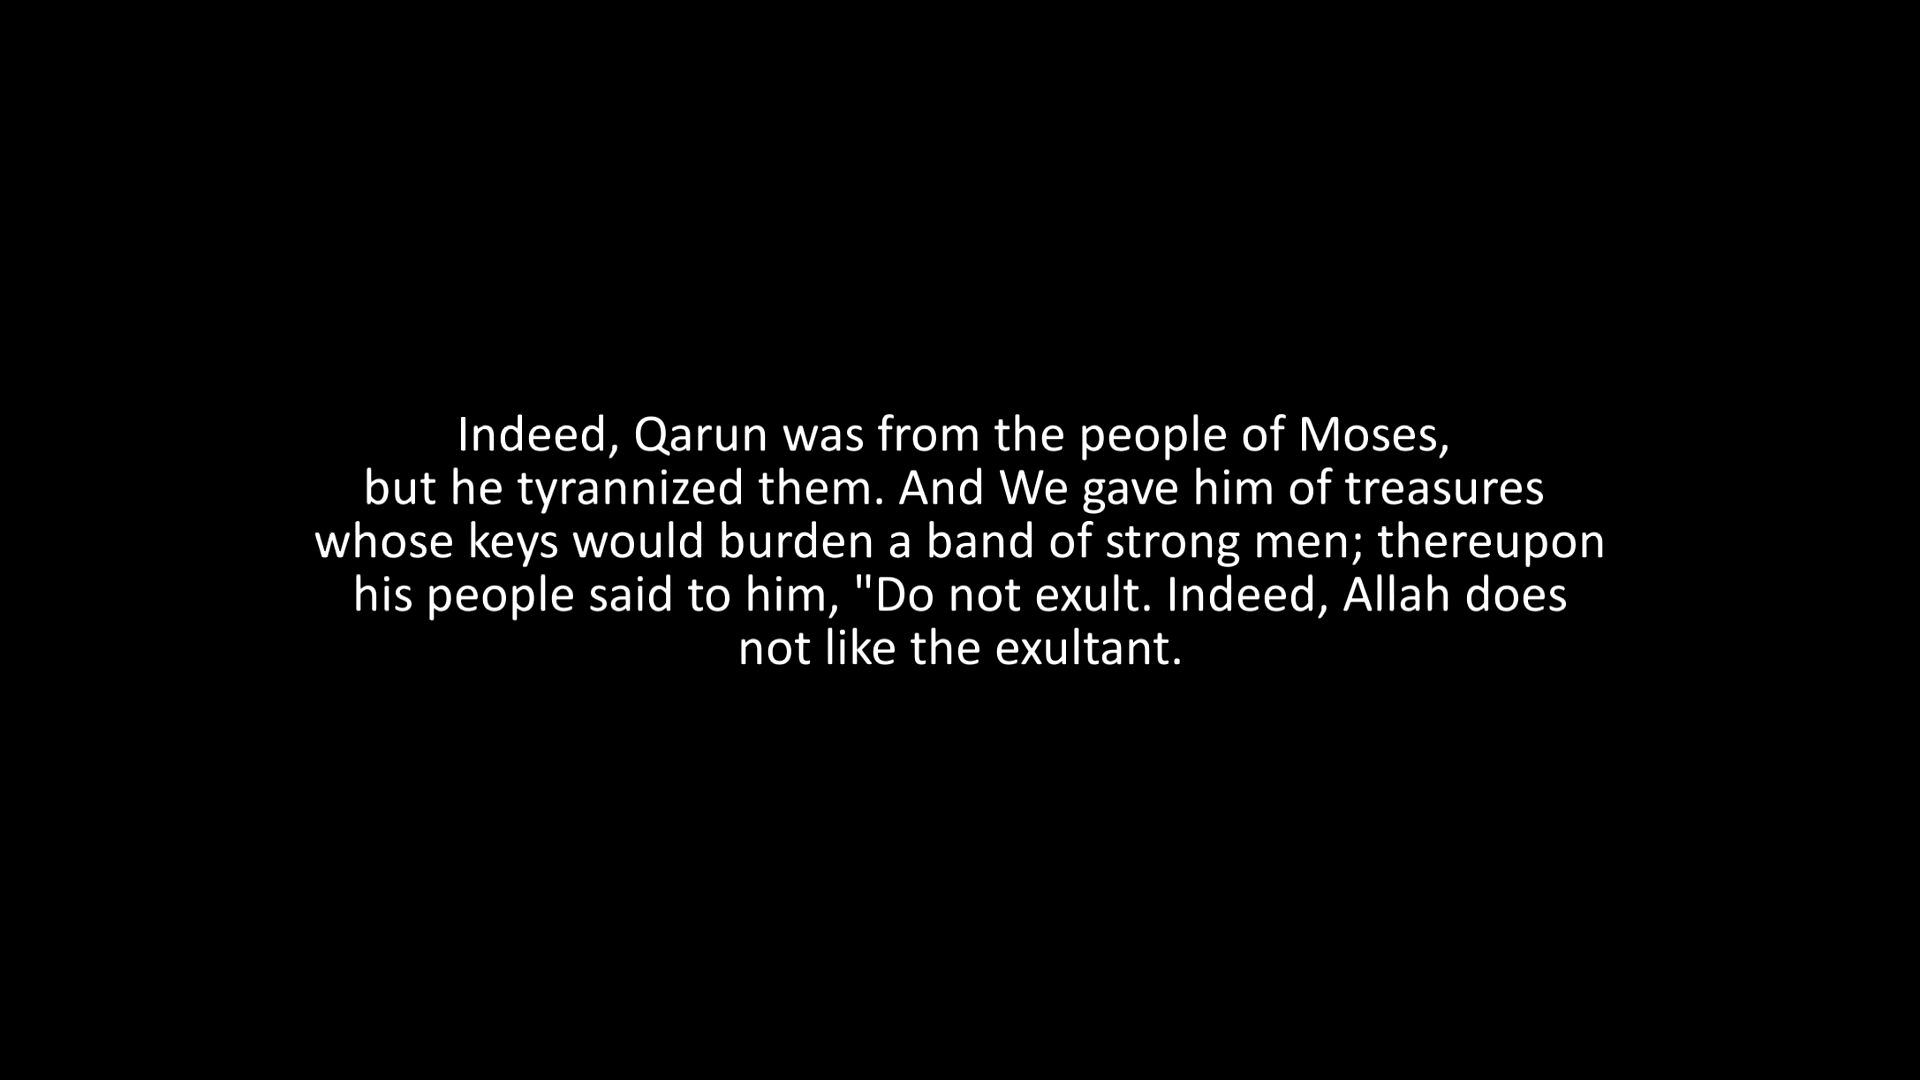 Indeed, Qarun was from the people of Moses,
but he tyrannized them. And We gave him of treasures
whose keys would burden a band of strong men; thereupon
his people said to him, "Do not exult. Indeed, Allah does
not like the exultant.